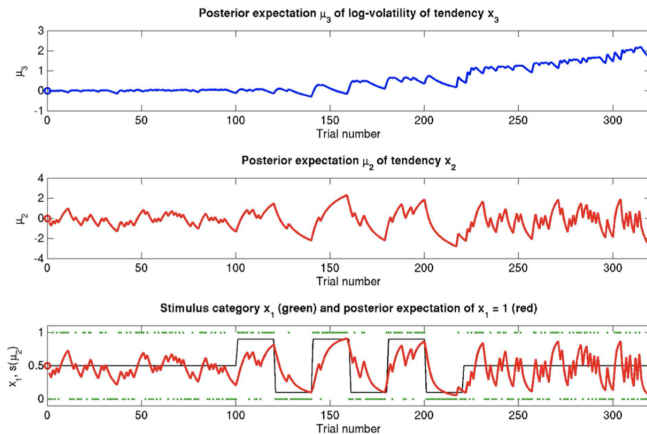 Posterior expectation μ3 of log-volatility of tendency x3
3
2
1
0
-1
μ3
0 50 100 150 200 250 300
Trial number
Posterior expectation μ2 of tendency x2
4
2
0
-2
-4
μ2
0 50 100 150 200 250 300
Trial number
Stimulus category x1 (green) and posterior expectation of x1 = 1 (red)
1
0.5
0
x1, s(μ2)
0 50 100 150 200 250 300
Trial number